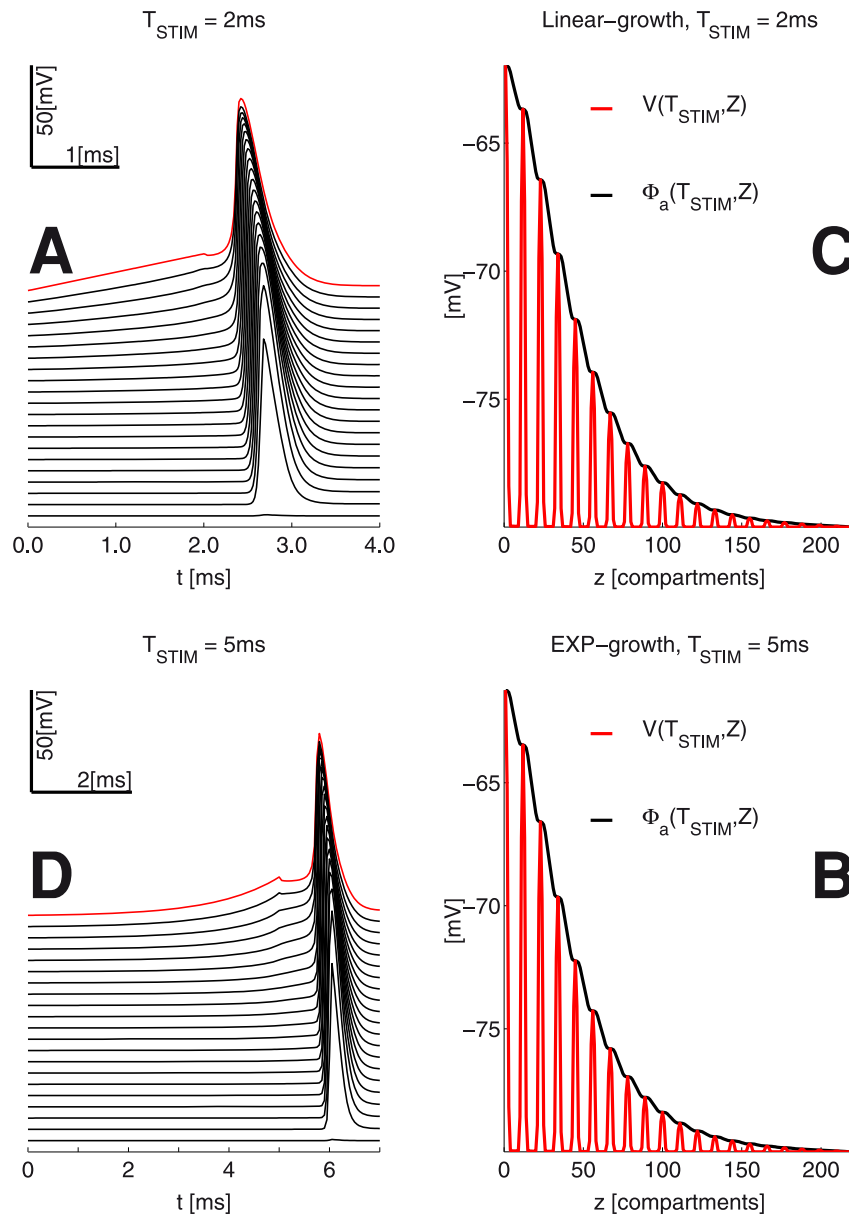 T_STIM = 2ms
50[mV]
1[ms]
A
0 1.0 2.0 3.0 4.0
t [ms]
Linear−growth, T_STIM = 2ms
V(T_STIM,Z)
Φ_a(T_STIM,Z)
C
−65
−70
−75
[mV]
0 50 100 150 200
z [compartments]
T_STIM = 5ms
50[mV]
2[ms]
D
0 2 4 6
t [ms]
EXP−growth, T_STIM = 5ms
V(T_STIM,Z)
Φ_a(T_STIM,Z)
B
−65
−70
−75
[mV]
0 50 100 150 200
z [compartments]